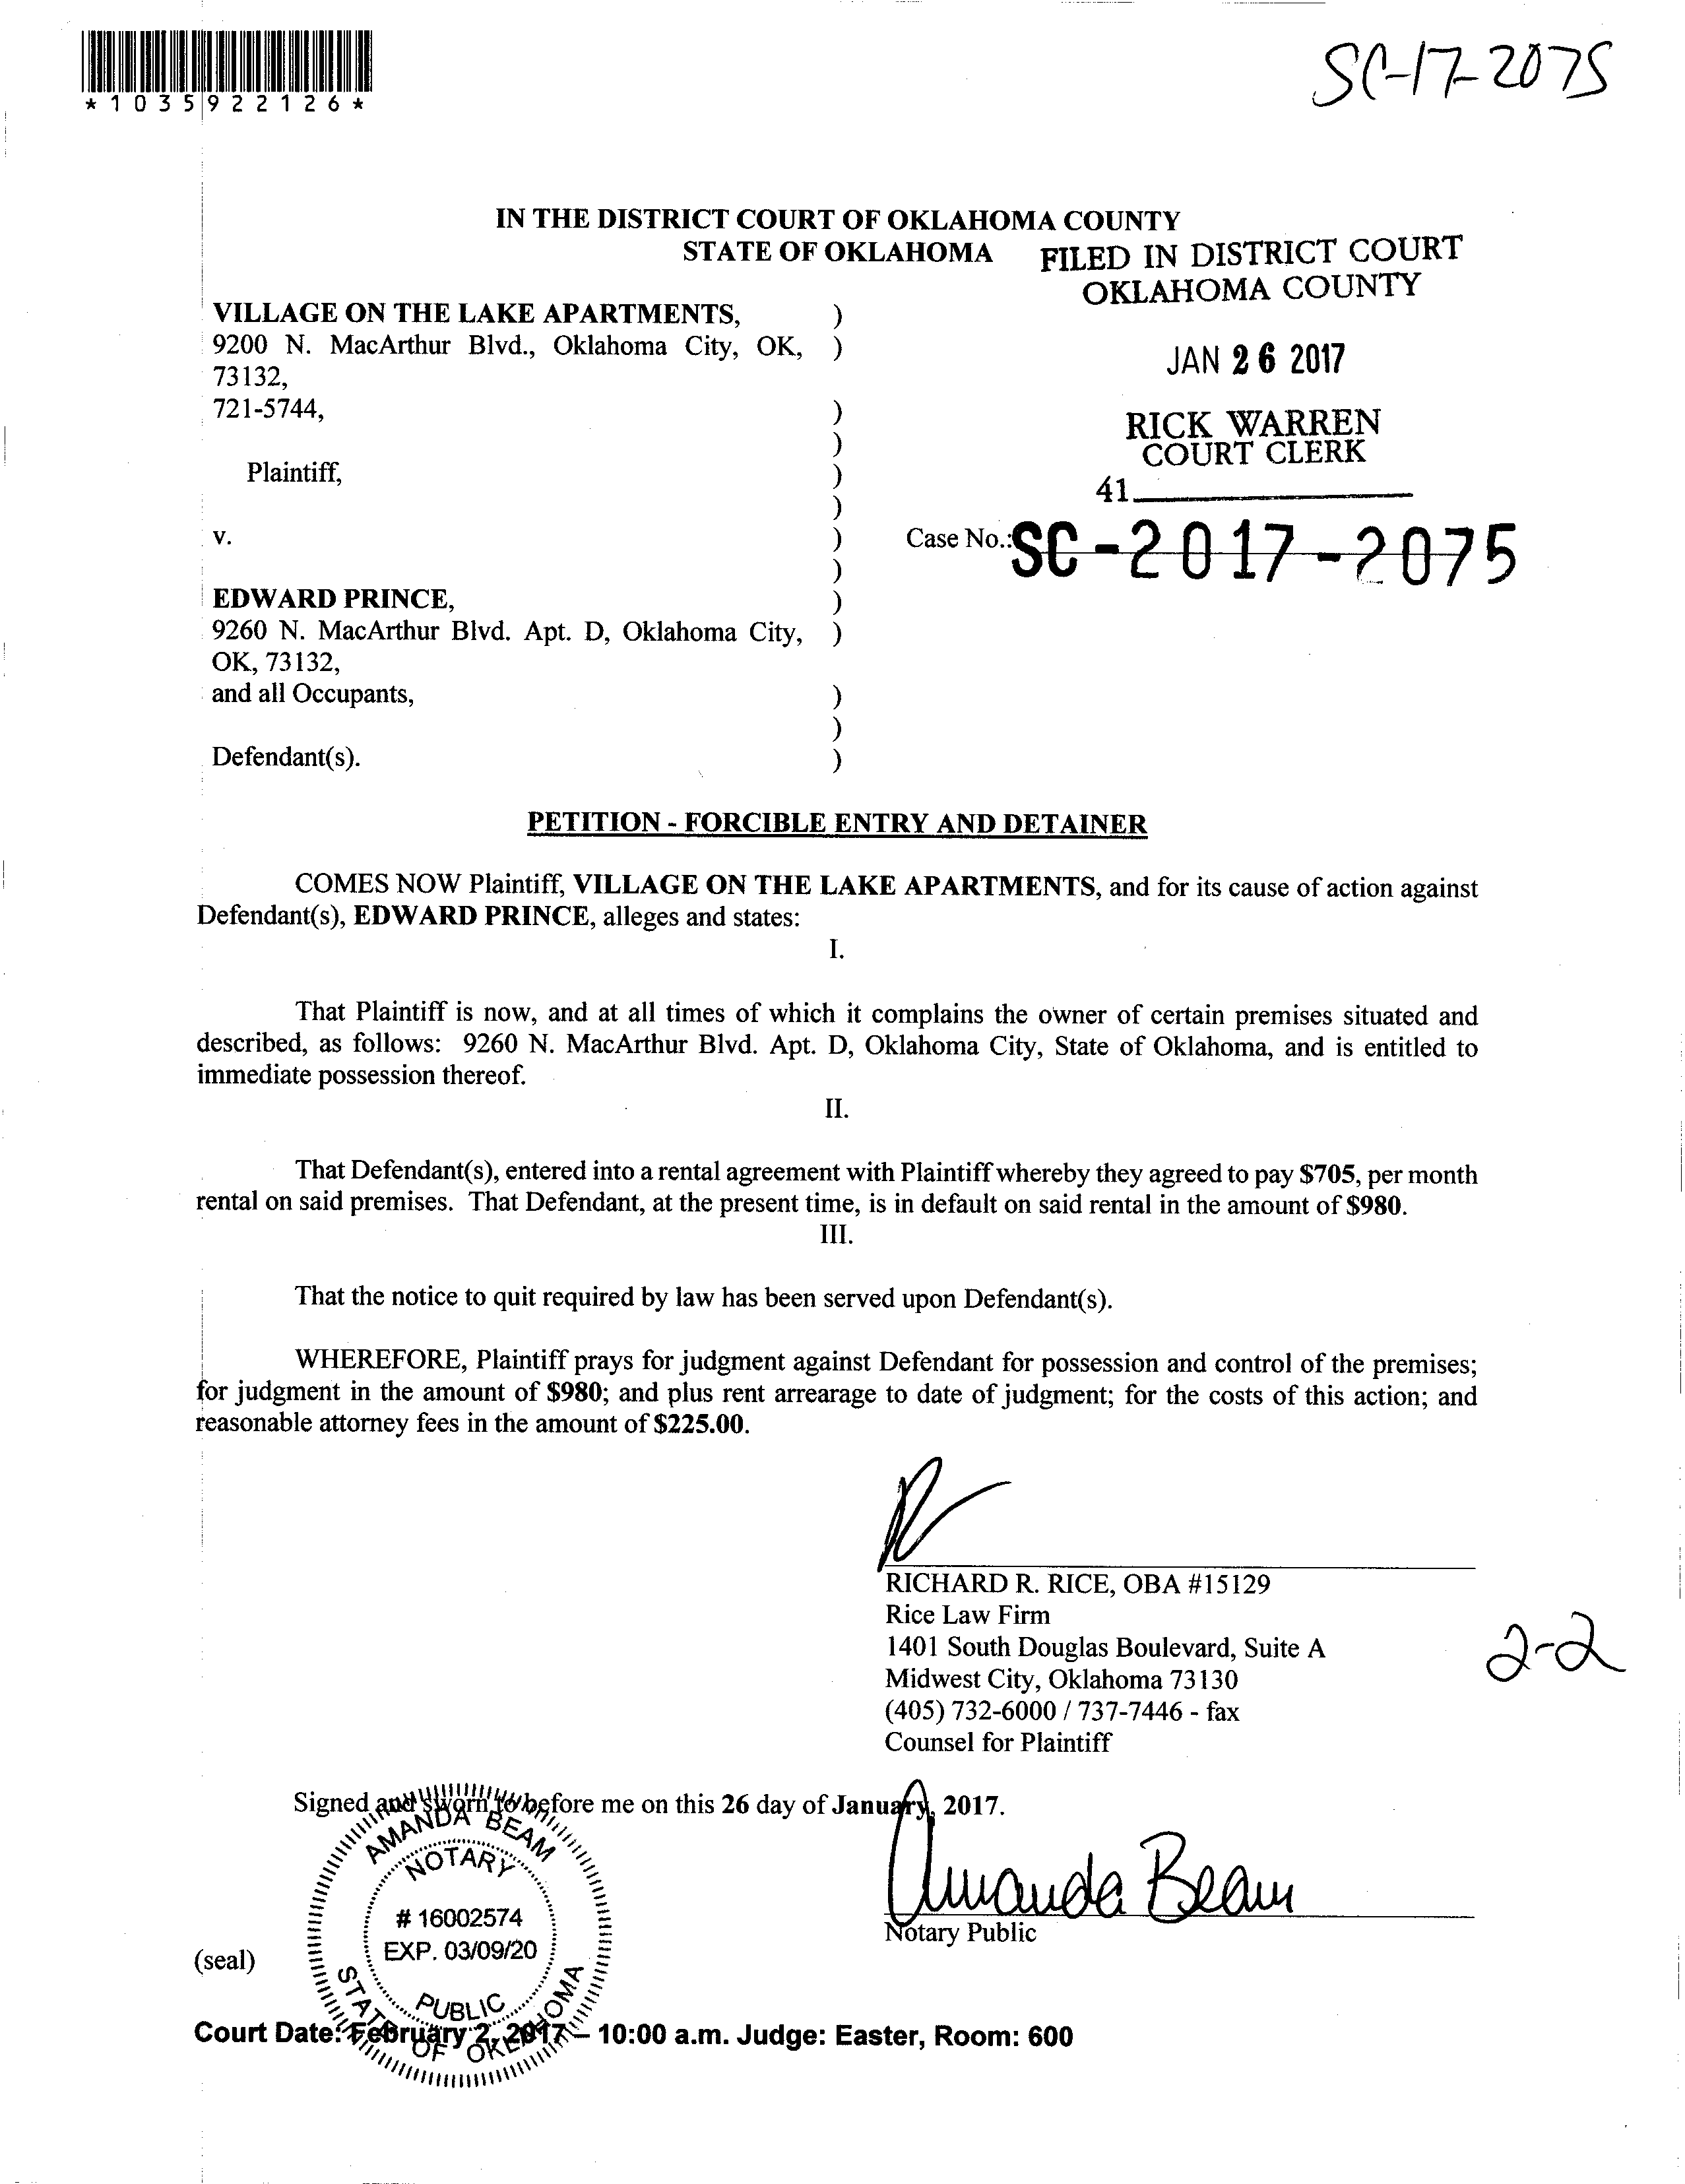 *1035922126*
SC-17-2075
IN THE DISTRICT COURT OF OKLAHOMA COUNTY
STATE OF OKLAHOMA
FILED IN DISTRICT COURT
OKLAHOMA COUNTY
JAN 26 2017
RICK WARREN
COURT CLERK
41
VILLAGE ON THE LAKE APARTMENTS, )
9200 N. MacArthur Blvd., Oklahoma City, OK, )
73132,
721-5744, )
)
Plaintiff, )
)
v. )
Case No.: SC-2017-2075
)
EDWARD PRINCE, )
9260 N. MacArthur Blvd. Apt. D, Oklahoma City, )
OK, 73132,
and all Occupants, )
)
Defendant(s). )
PETITION - FORCIBLE ENTRY AND DETAINER
COMES NOW Plaintiff, VILLAGE ON THE LAKE APARTMENTS, and for its cause of action against
Defendant(s), EDWARD PRINCE, alleges and states:
I.
That Plaintiff is now, and at all times of which it complains the owner of certain premises situated and
described, as follows: 9260 N. MacArthur Blvd. Apt. D, Oklahoma City, State of Oklahoma, and is entitled to
immediate possession thereof.
II.
That Defendant(s), entered into a rental agreement with Plaintiff whereby they agreed to pay $705, per month
rental on said premises. That Defendant, at the present time, is in default on said rental in the amount of $980.
III.
That the notice to quit required by law has been served upon Defendant(s).
WHEREFORE, Plaintiff prays for judgment against Defendant for possession and control of the premises;
for judgment in the amount of $980; and plus rent arrearage to date of judgment; for the costs of this action; and
reasonable attorney fees in the amount of $225.00.
RICHARD R. RICE, OBA #15129
Rice Law Firm
1401 South Douglas Boulevard, Suite A
Midwest City, Oklahoma 73130
(405) 732-6000 / 737-7446 - fax
Counsel for Plaintiff
2-2
Signed and sworn to before me on this 26 day of January, 2017.
Amanda Beam
Notary Public
AMANDA BEAM
NOTARY
# 16002574
EXP. 03/09/20
PUBLIC
STATE OF OKLAHOMA
(seal)
Court Date: February 2, 2017 – 10:00 a.m. Judge: Easter, Room: 600